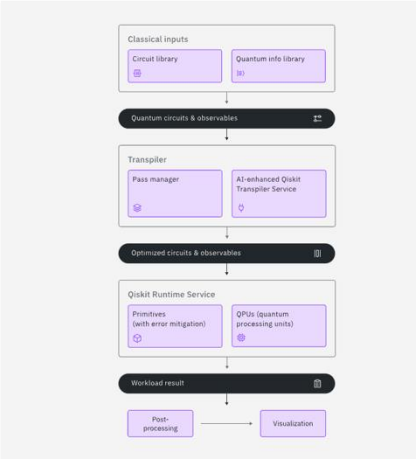 Classical inputs
Circuit library
Quantum info library
Quantum circuits & observables
Transpiler
Pass manager
AI-enhanced Qiskit
Transpiler Service
Optimized circuits & observables
Qiskit Runtime Service
Primitives
(with error mitigation)
QPUs (quantum
processing units)
Workload result
Post-
processing
Visualization